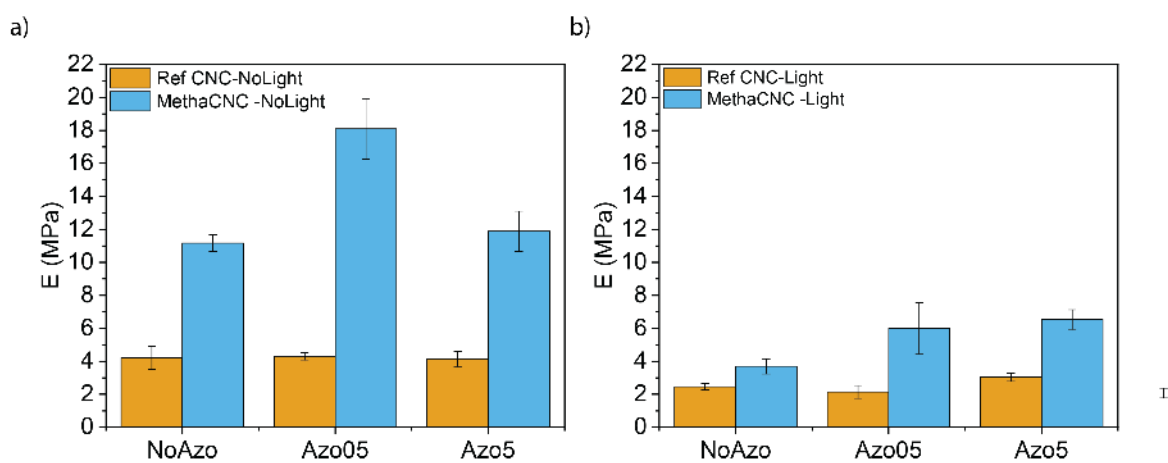 a)
22
20
18
16
14
12
10
8
6
4
2
0
E (MPa)
Ref CNC-NoLight
MethaCNC -NoLight
NoAzo
Azo05
Azo5
b)
22
20
18
16
14
12
10
8
6
4
2
0
E (MPa)
Ref CNC-Light
MethaCNC -Light
NoAzo
Azo05
Azo5